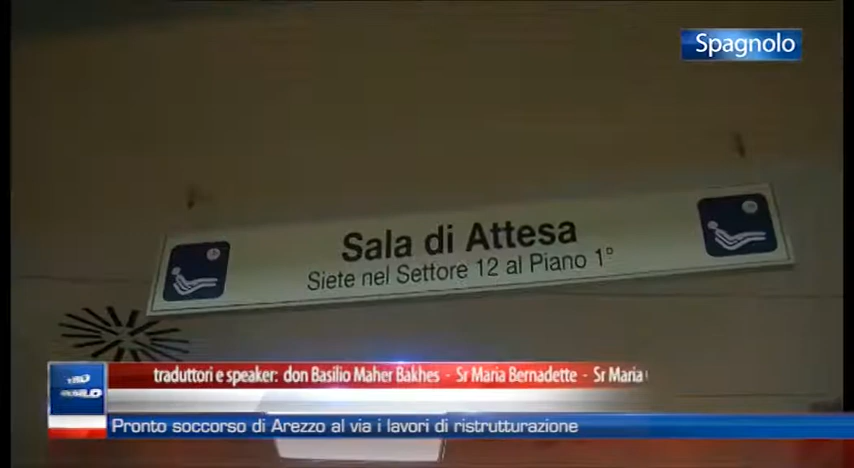 Spagnolo
Sala di Attesa
Siete nel Settore 12 al Piano 1°
traduttori e speaker: don Basilio Maher Bakhes - Sr Maria Bernadette - Sr Maria
Pronto soccorso di Arezzo al via i lavori di ristrutturazione